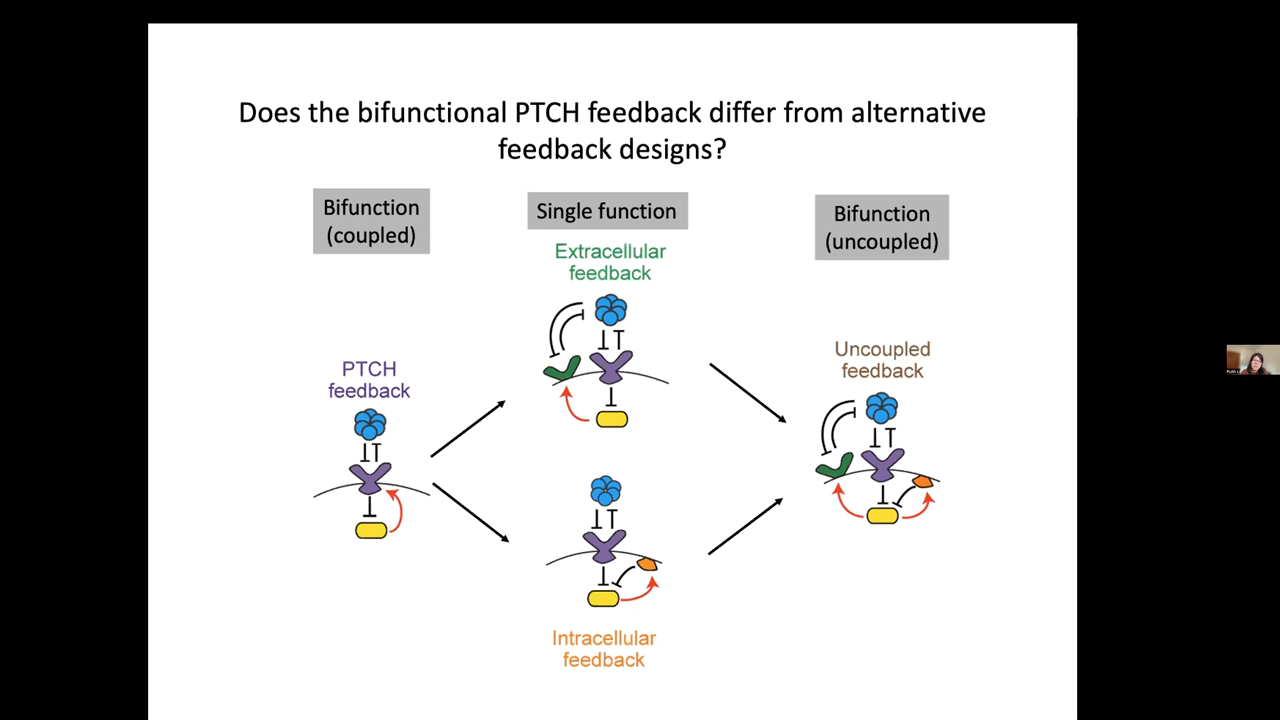 Does the bifunctional PTCH feedback differ from alternative
feedback designs?
Bifunction
(coupled)
Single function
Bifunction
(uncoupled)
Extracellular
feedback
PTCH
feedback
Uncoupled
feedback
Intracellular
feedback